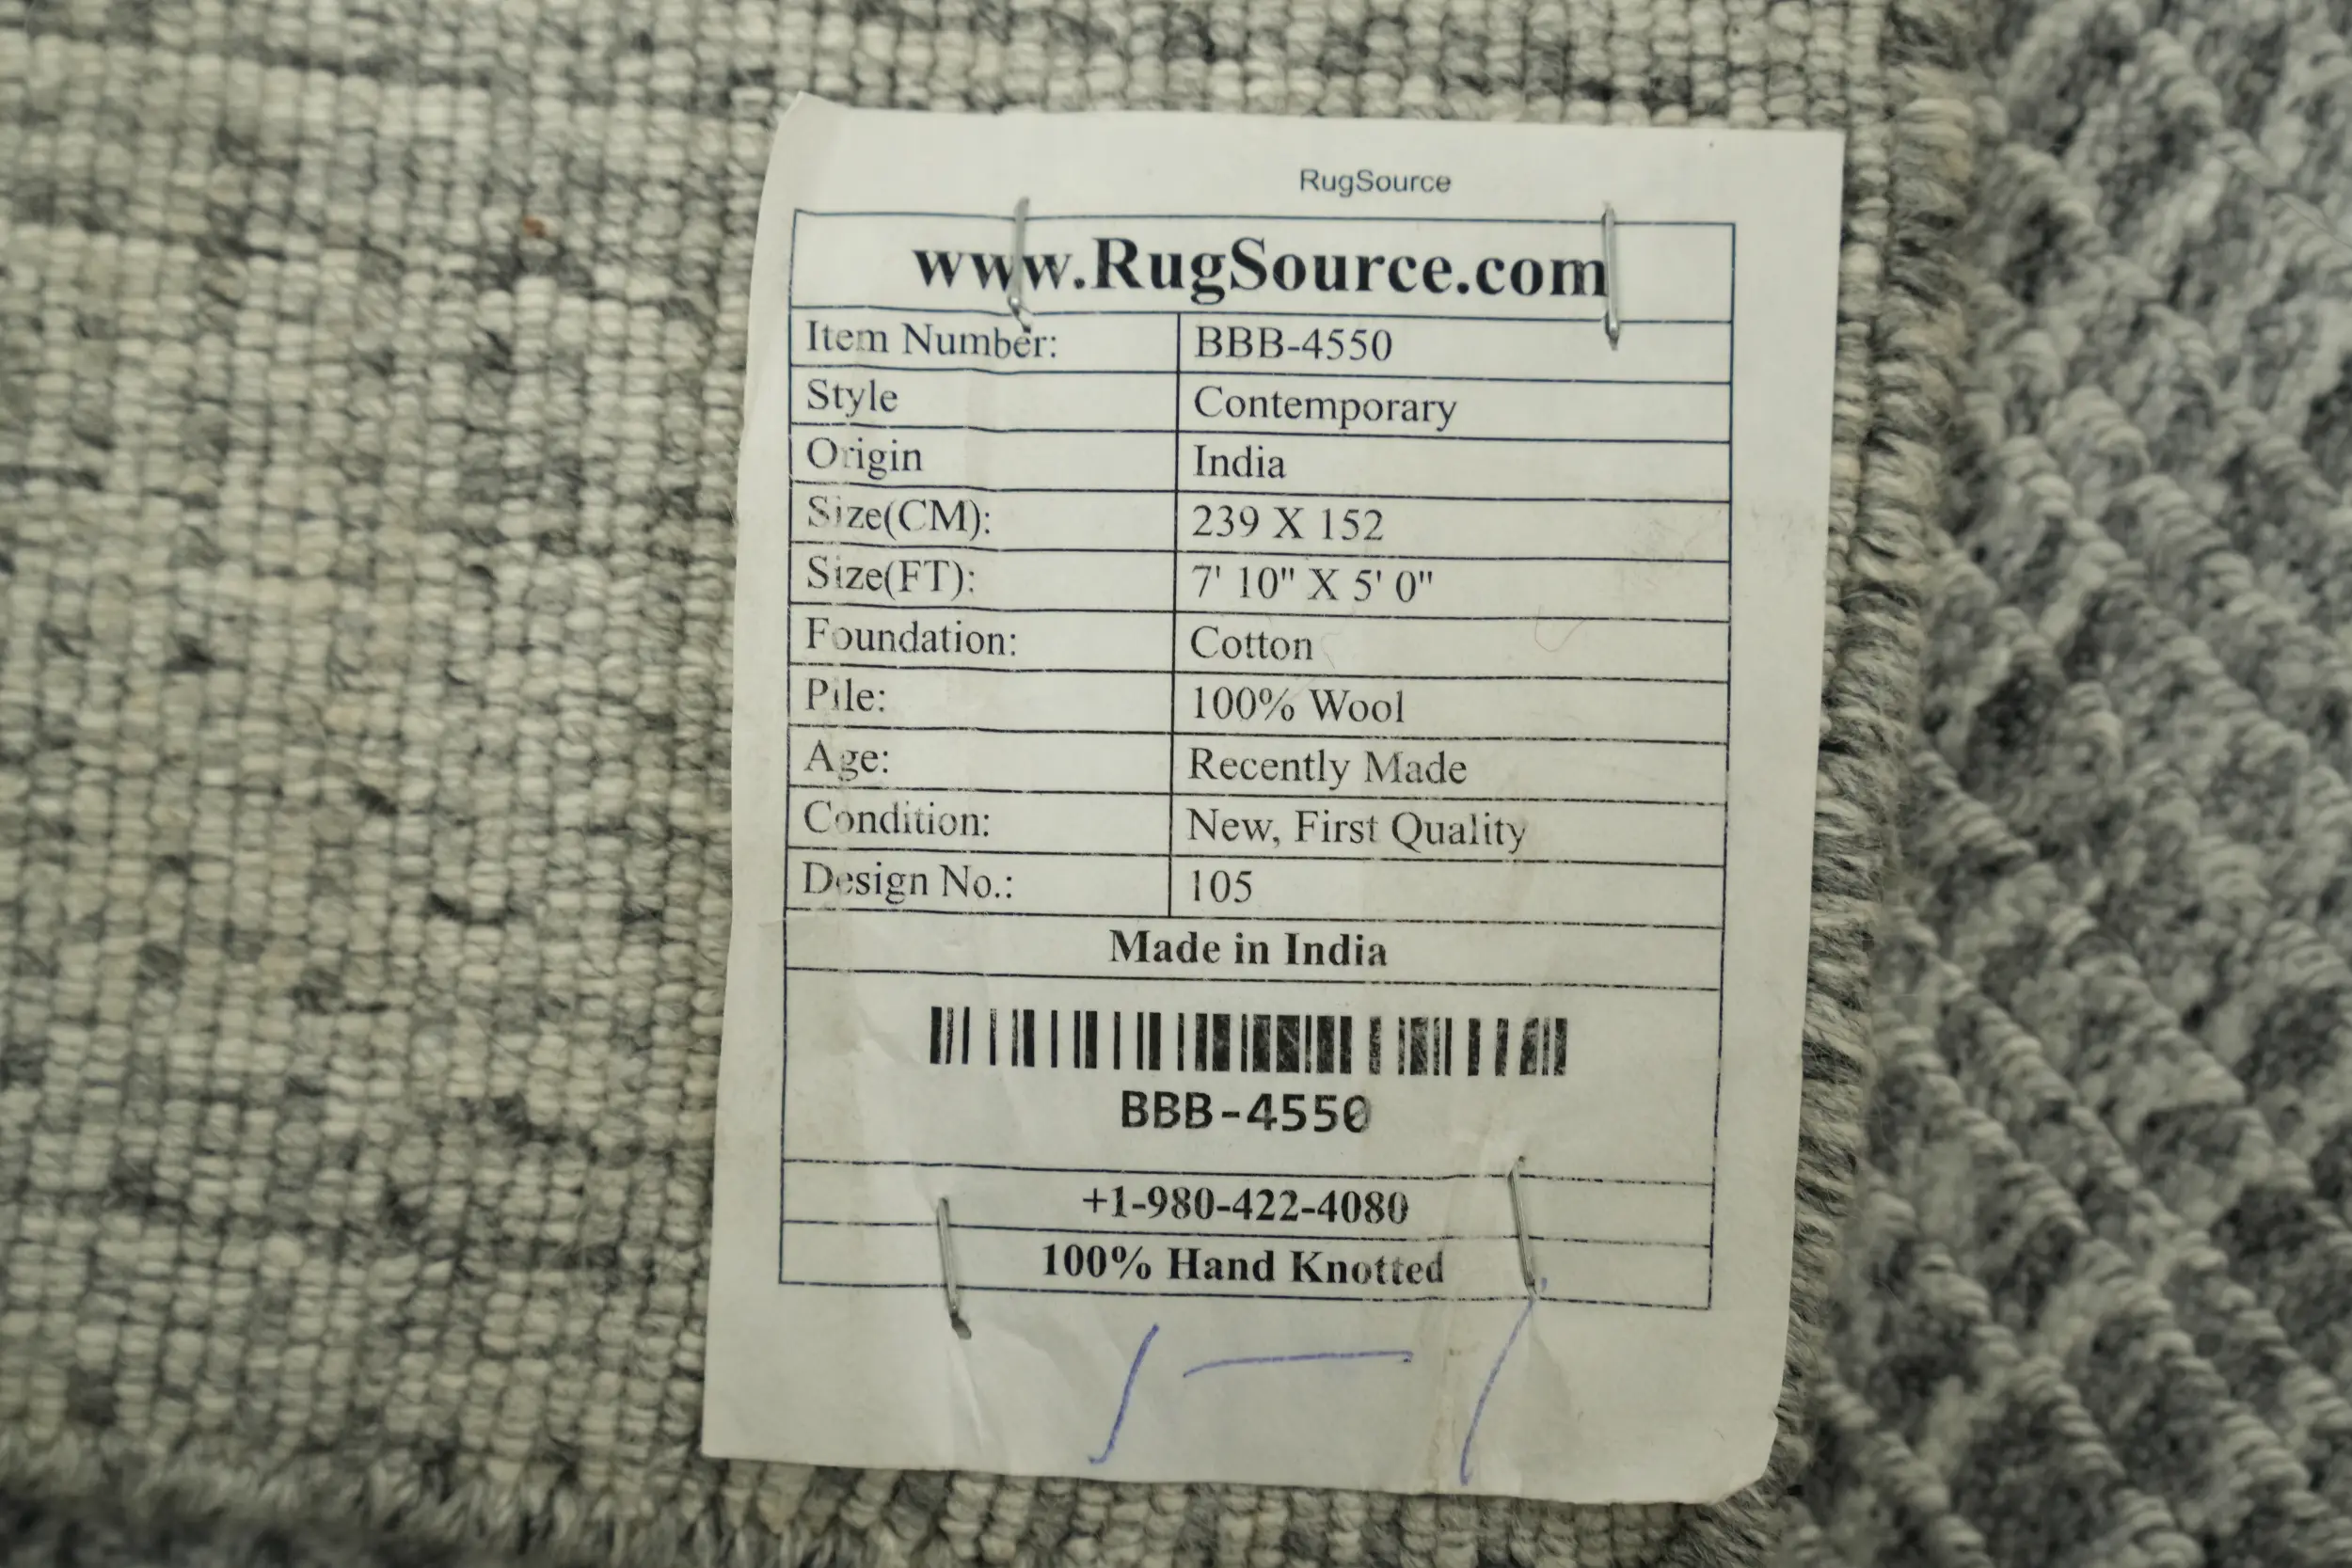 RugSource
www.RugSource.com
Item Number: BBB-4550
Style Contemporary
Origin India
Size(CM): 239 X 152
Size(FT): 7' 10" X 5' 0"
Foundation: Cotton
Pile: 100% Wool
Age: Recently Made
Condition: New, First Quality
Design No.: 105
Made in India
BBB-4550
+1-980-422-4080
100% Hand Knotted